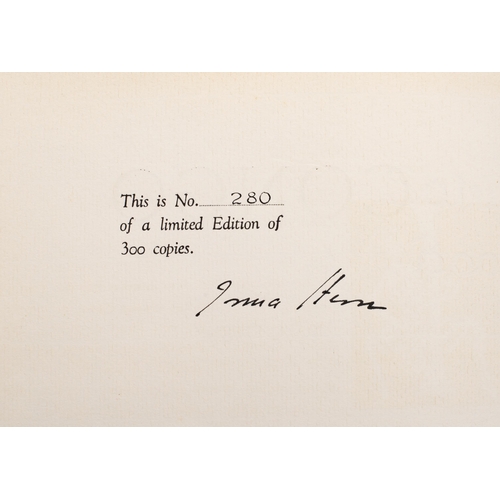 This is No. 280
of a limited Edition of
300 copies.
Irma Stern